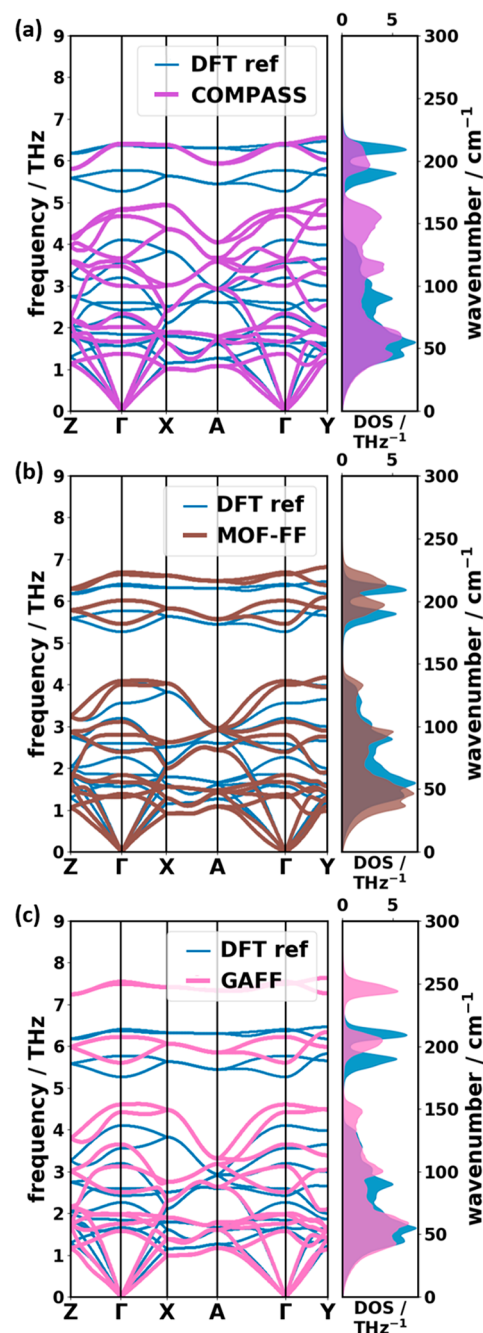 (a)
0 5
9
8
7
6
5
4
3
2
1
0
frequency / THz
DFT ref
COMPASS
Z Γ X A Γ Y
300
250
200
150
100
50
0
wavenumber / cm⁻¹
DOS /
THz⁻¹
(b)
0 5
9
8
7
6
5
4
3
2
1
0
frequency / THz
DFT ref
MOF-FF
Z Γ X A Γ Y
300
250
200
150
100
50
0
wavenumber / cm⁻¹
DOS /
THz⁻¹
(c)
0 5
9
8
7
6
5
4
3
2
1
0
frequency / THz
DFT ref
GAFF
Z Γ X A Γ Y
300
250
200
150
100
50
0
wavenumber / cm⁻¹
DOS /
THz⁻¹